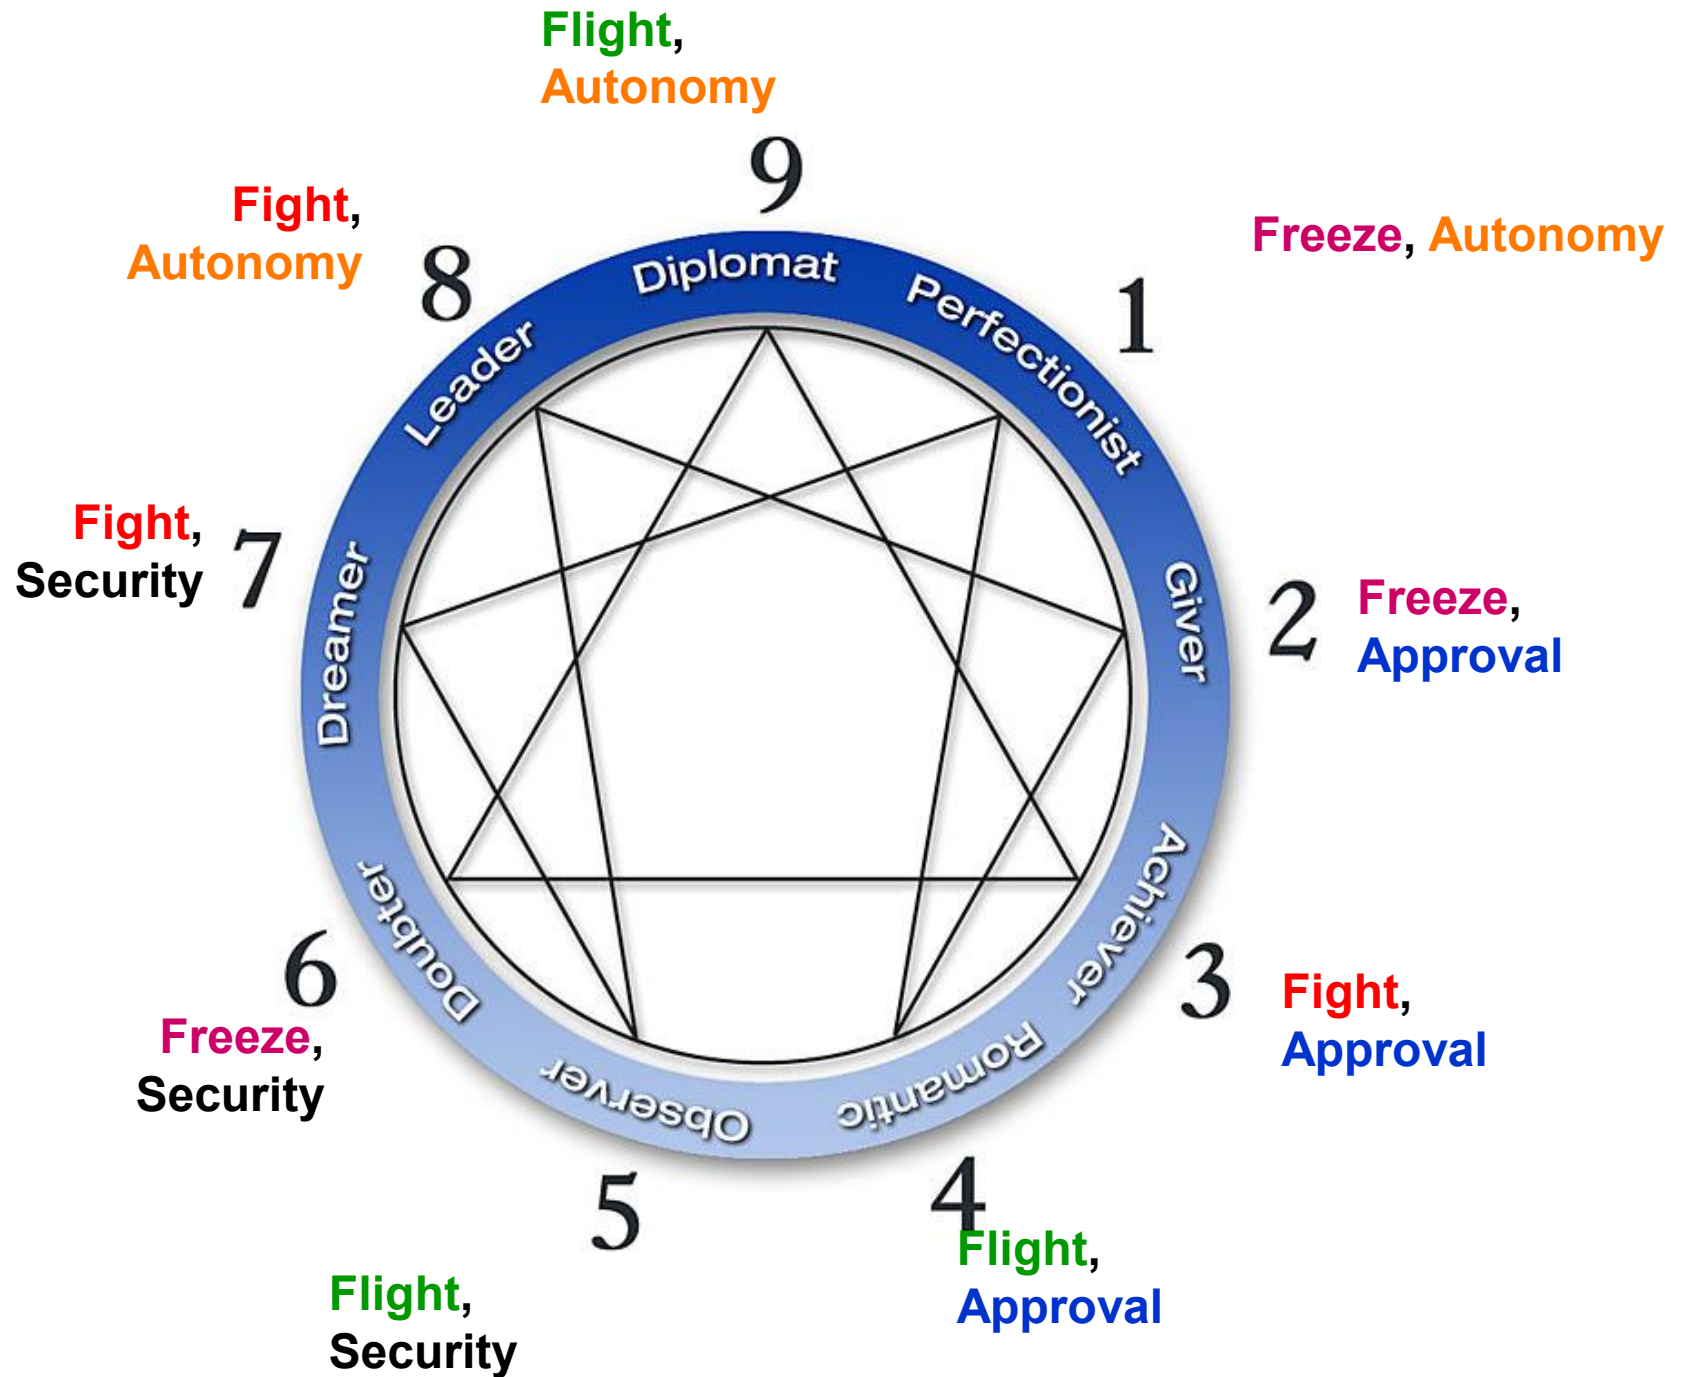 Flight,
Autonomy
9
Diplomat
Fight,
Autonomy
8
Leader
Freeze, Autonomy
1
Perfectionist
Fight,
Security
7
Dreamer
Giver
2
Freeze,
Approval
6
Doubter
Freeze,
Security
Achiever
3
Fight,
Approval
Observer
5
Flight,
Security
Romantic
4
Flight,
Approval